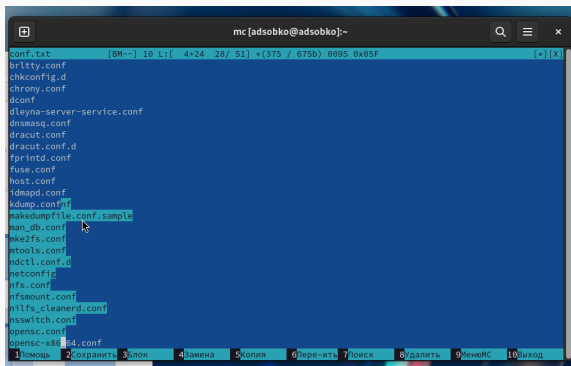 mc [adsobko@adsobko]:~
conf.txt [BM--] 10 L:[ 4+24 28/ 51] *(375 / 675b) 0095 0x05F [*][X]
brltty.conf
chkconfig.d
chrony.conf
dconf
dleyna-server-service.conf
dnsmasq.conf
dracut.conf
dracut.conf.d
fprintd.conf
fuse.conf
host.conf
idmapd.conf
kdump.confnf
makedumpfile.conf.sample
man_db.conf
mke2fs.conf
mtools.conf
ndctl.conf.d
netconfig
nfs.conf
nfsmount.conf
nilfs_cleanerd.conf
nsswitch.conf
opensc.conf
opensc-x86_64.conf
1Помощь 2Сохранить 3Блок 4Замена 5Копия 6Пере~ить 7Поиск 8Удалить 9МенюMC 10Выход